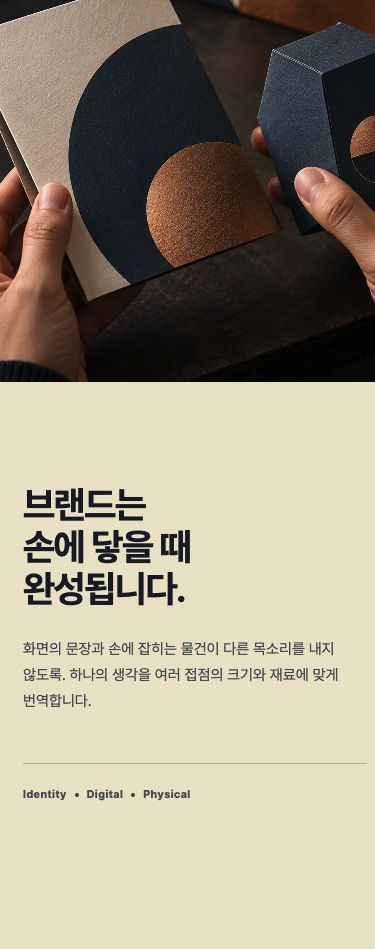 브랜드는
손에 닿을 때
완성됩니다.
화면의 문장과 손에 잡히는 물건이 다른 목소리를 내지
않도록. 하나의 생각을 여러 접점의 크기와 재료에 맞게
번역합니다.
Identity • Digital • Physical